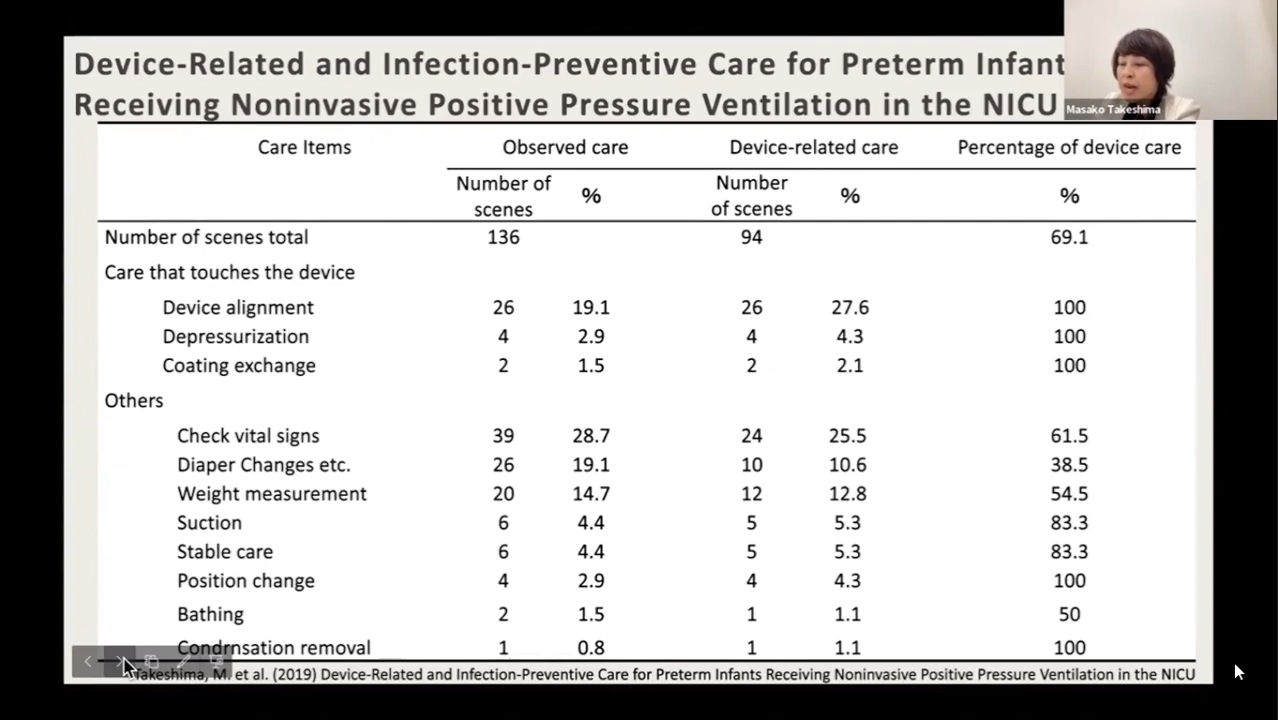 Device-Related and Infection-Preventive Care for Preterm Infant
Receiving Noninvasive Positive Pressure Ventilation in the NICU
Masako Takeshima
Care Items Observed care Device-related care Percentage of device care
Number of scenes % Number of scenes % %
Number of scenes total 136 94 69.1
Care that touches the device
Device alignment 26 19.1 26 27.6 100
Depressurization 4 2.9 4 4.3 100
Coating exchange 2 1.5 2 2.1 100
Others
Check vital signs 39 28.7 24 25.5 61.5
Diaper Changes etc. 26 19.1 10 10.6 38.5
Weight measurement 20 14.7 12 12.8 54.5
Suction 6 4.4 5 5.3 83.3
Stable care 6 4.4 5 5.3 83.3
Position change 4 2.9 4 4.3 100
Bathing 2 1.5 1 1.1 50
Condrnsation removal 1 0.8 1 1.1 100
Takeshima, M. et al. (2019) Device-Related and Infection-Preventive Care for Preterm Infants Receiving Noninvasive Positive Pressure Ventilation in the NICU